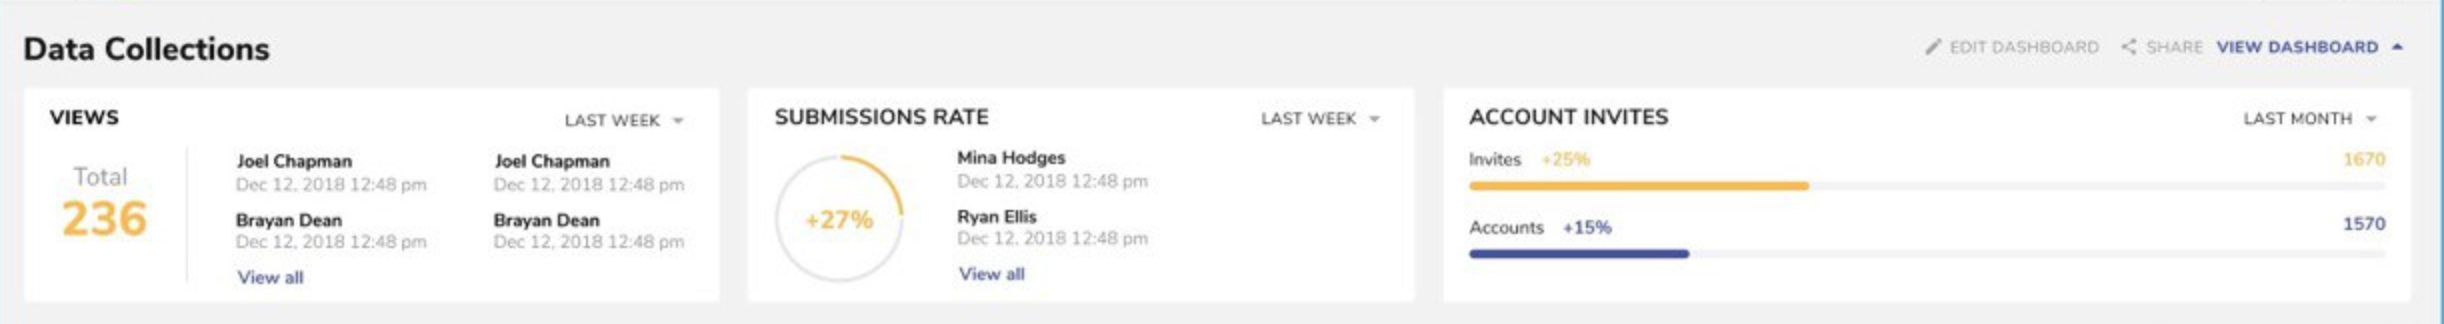 Data Collections
EDIT DASHBOARD SHARE VIEW DASHBOARD
VIEWS
LAST WEEK
Total
236
Joel Chapman
Dec 12, 2018 12:48 pm
Brayan Dean
Dec 12, 2018 12:48 pm
View all
Joel Chapman
Dec 12, 2018 12:48 pm
Brayan Dean
Dec 12, 2018 12:48 pm
SUBMISSIONS RATE
LAST WEEK
+27%
Mina Hodges
Dec 12, 2018 12:48 pm
Ryan Ellis
Dec 12, 2018 12:48 pm
View all
ACCOUNT INVITES
LAST MONTH
Invites +25% 1670
Accounts +15% 1570